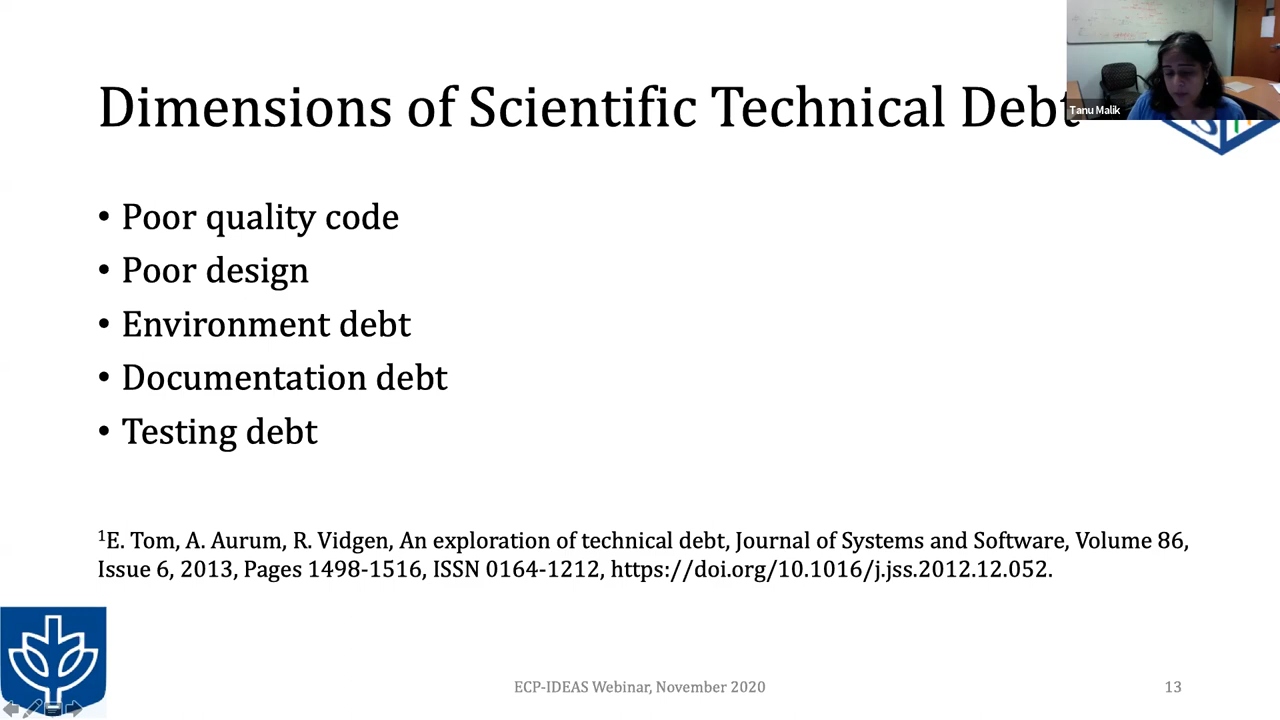 Dimensions of Scientific Technical Debt
Tanu Malik
• Poor quality code
• Poor design
• Environment debt
• Documentation debt
• Testing debt
1E. Tom, A. Aurum, R. Vidgen, An exploration of technical debt, Journal of Systems and Software, Volume 86,
Issue 6, 2013, Pages 1498-1516, ISSN 0164-1212, https://doi.org/10.1016/j.jss.2012.12.052.
ECP-IDEAS Webinar, November 2020
13